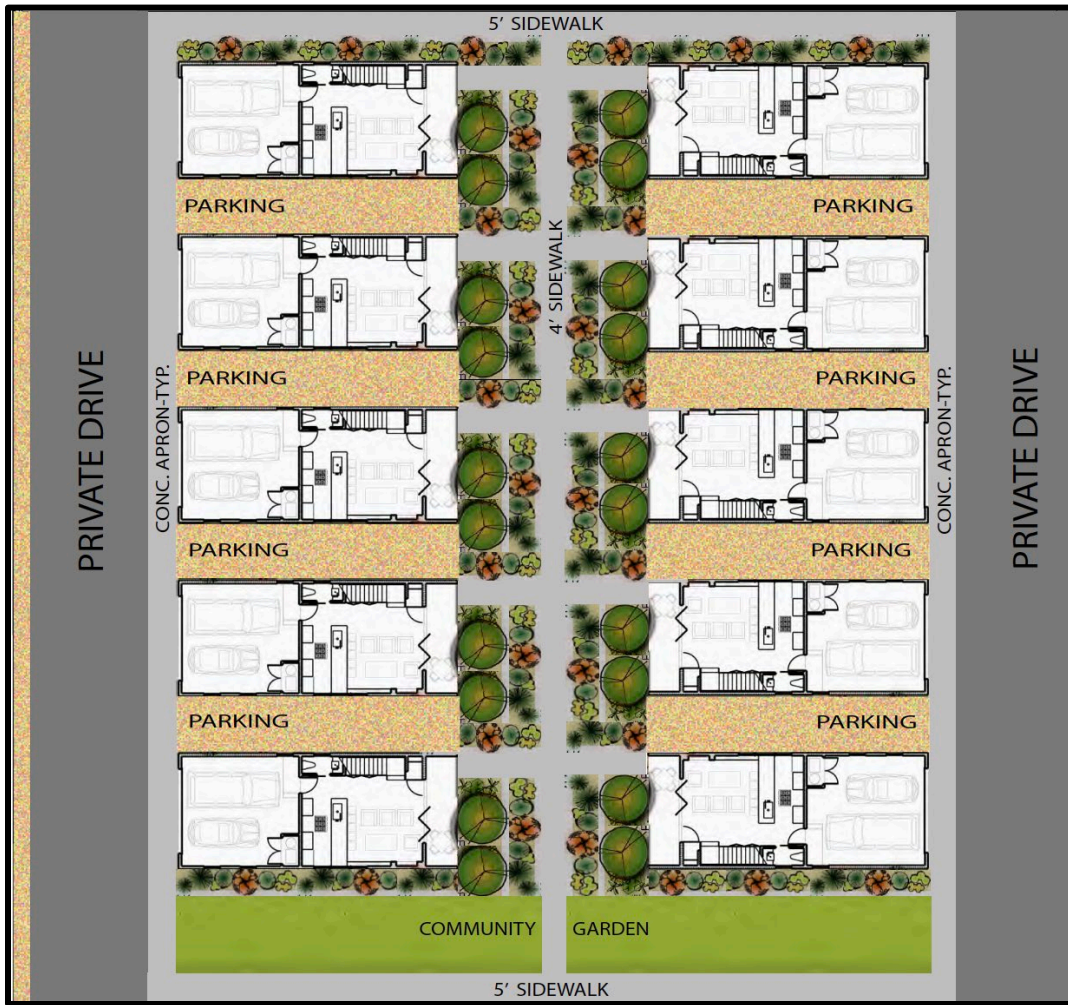 5' SIDEWALK
PARKING
PARKING
4' SIDEWALK
PRIVATE DRIVE
CONC. APRON-TYP.
PARKING
PARKING
CONC. APRON-TYP.
PRIVATE DRIVE
PARKING
PARKING
PARKING
PARKING
COMMUNITY GARDEN
5' SIDEWALK